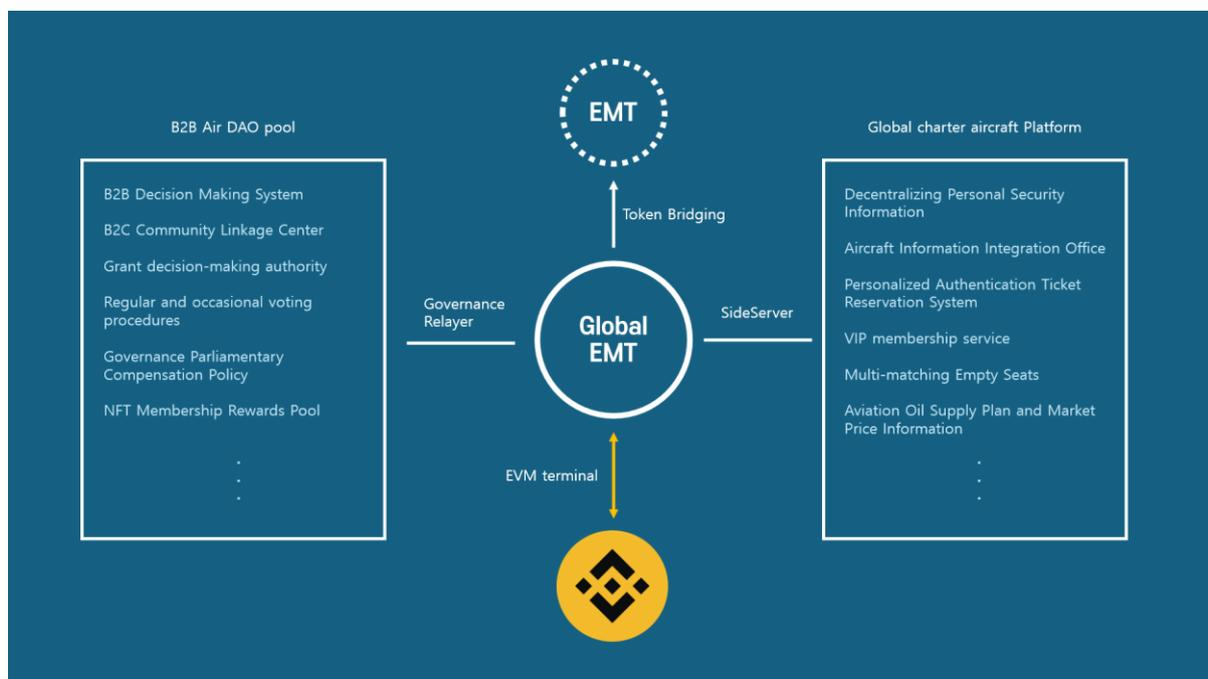 EMT
B2B Air DAO pool
Global charter aircraft Platform
B2B Decision Making System
B2C Community Linkage Center
Grant decision-making authority
Regular and occasional voting
procedures
Governance Parliamentary
Compensation Policy
NFT Membership Rewards Pool
Token Bridging
Governance
Relayer
Global
EMT
SideServer
EVM terminal
Decentralizing Personal Security
Information
Aircraft Information Integration Office
Personalized Authentication Ticket
Reservation System
VIP membership service
Multi-matching Empty Seats
Aviation Oil Supply Plan and Market
Price Information